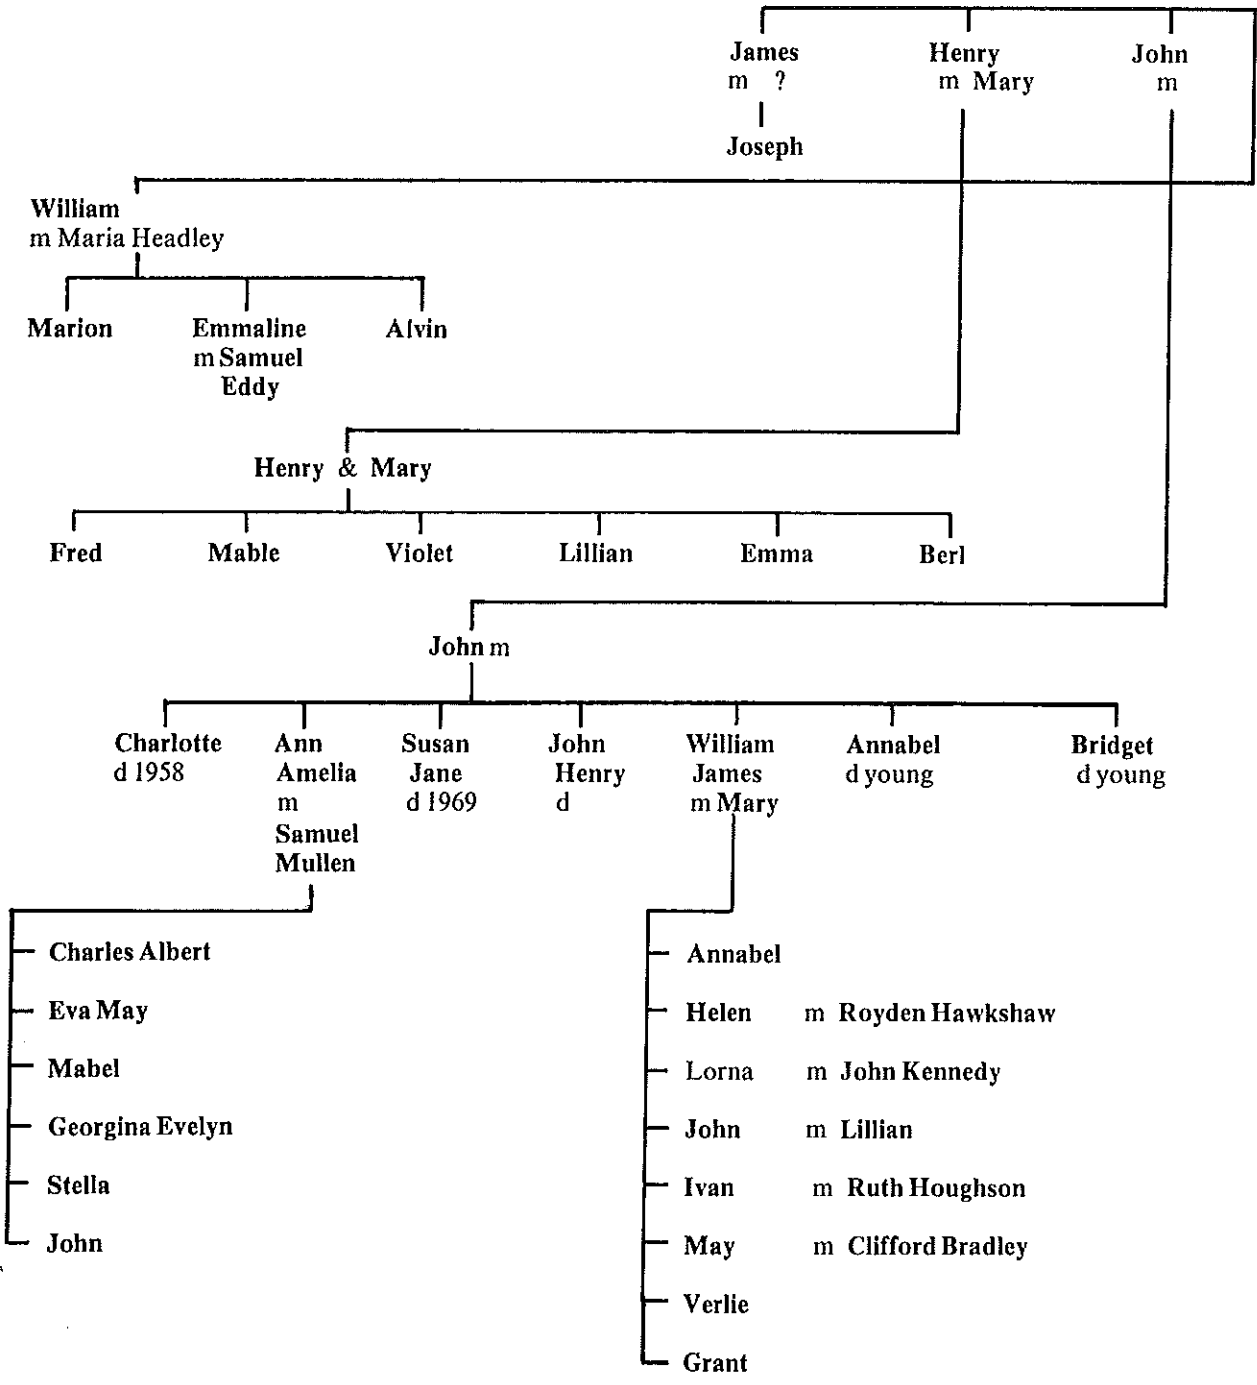 James Henry John
m ? m Mary m
Joseph
William
m Maria Headley
Marion Emmaline Alvin
m Samuel
Eddy
Henry & Mary
Fred Mable Violet Lillian Emma Berl
John m
Charlotte Ann Susan John William Annabel Bridget
d 1958 Amelia Jane Henry James d young d young
m d 1969 d m Mary
Samuel
Mullen
Charles Albert
Eva May
Mabel
Georgina Evelyn
Stella
John
Annabel
Helen m Royden Hawkshaw
Lorna m John Kennedy
John m Lillian
Ivan m Ruth Houghson
May m Clifford Bradley
Verlie
Grant